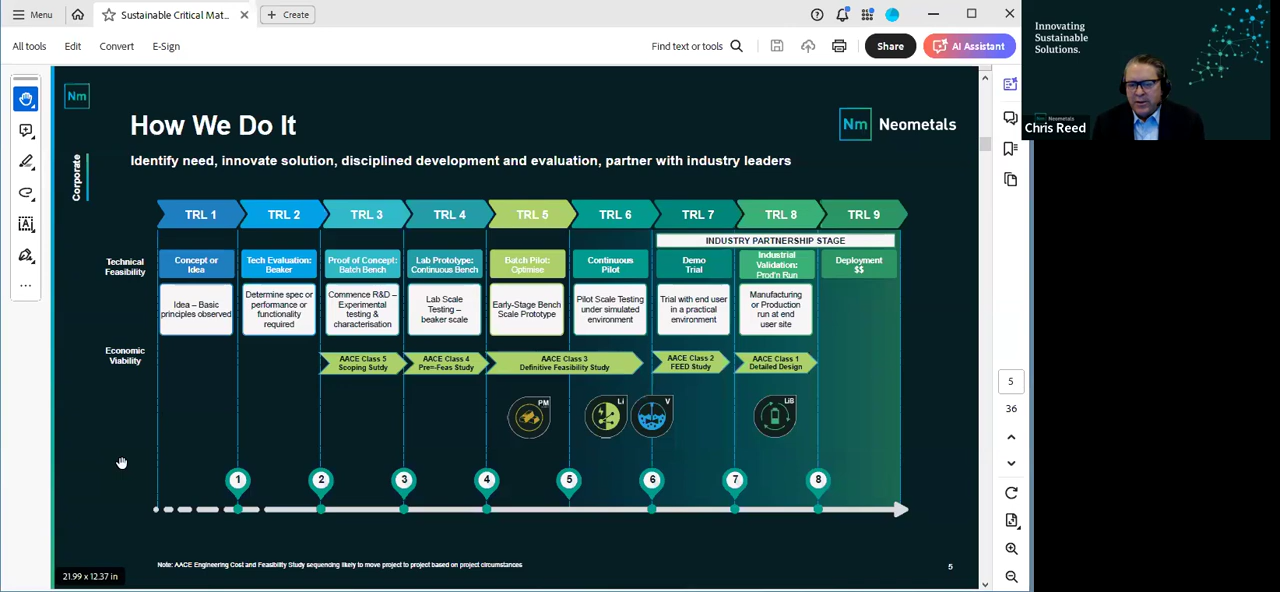 Menu
Sustainable Critical Mat...
Create
All tools
Edit
Convert
E-Sign
Find text or tools
Share
AI Assistant
Innovating
Sustainable
Solutions.
Nm
Neometals
Chris Reed
Nm
How We Do It
Nm Neometals
Corporate
Identify need, innovate solution, disciplined development and evaluation, partner with industry leaders
TRL 1
TRL 2
TRL 3
TRL 4
TRL 5
TRL 6
TRL 7
TRL 8
TRL 9
INDUSTRY PARTNERSHIP STAGE
Technical
Feasibility
Concept or
Idea
Tech Evaluation:
Beaker
Proof of Concept:
Batch Bench
Lab Prototype:
Continuous Bench
Batch Pilot:
Optimise
Continuous
Pilot
Demo
Trial
Industrial
Validation:
Prod'n Run
Deployment
$$
Idea – Basic
principles observed
Determine spec or
performance or
functionality
required
Commence R&D –
Experimental
testing &
characterisation
Lab Scale
Testing –
beaker scale
Early-Stage Bench
Scale Prototype
Pilot Scale Testing
under simulated
environment
Trial with end user
in a practical
environment
Manufacturing
or Production
run at end
user site
Economic
Viability
AACE Class 5
Scoping Sutdy
AACE Class 4
Pre=-Feas Study
AACE Class 3
Definitive Feasibility Study
AACE Class 2
FEED Study
AACE Class 1
Detailed Design
PM
Li
V
LiB
1
2
3
4
5
6
7
8
Note: AACE Engineering Cost and Feasibility Study sequencing likely to move project to project based on project circumstances
5
21.99 x 12.37 in
5
36